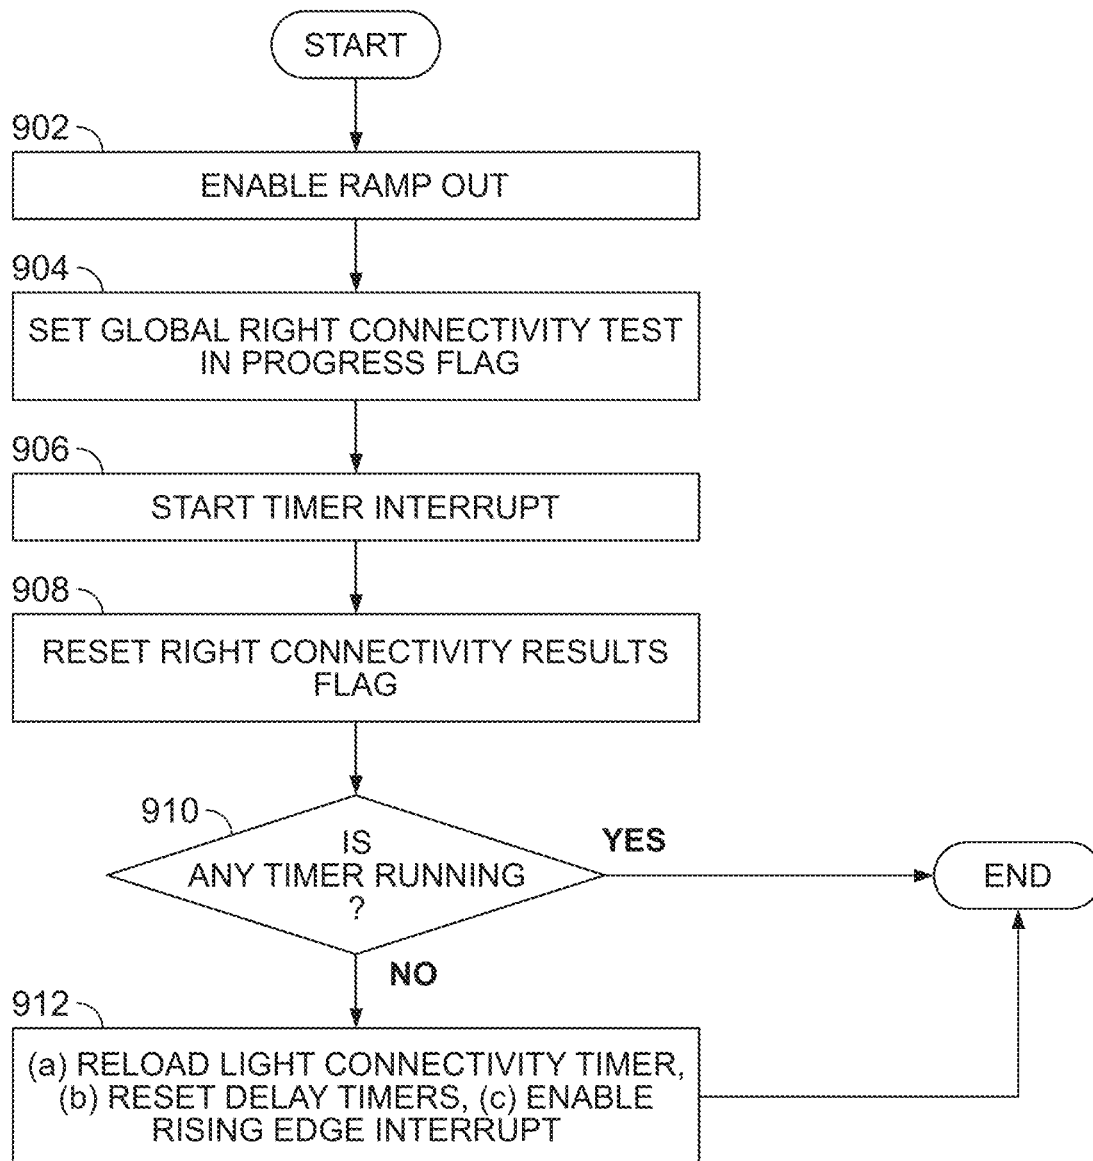 START
902
ENABLE RAMP OUT
904
SET GLOBAL RIGHT CONNECTIVITY TEST
IN PROGRESS FLAG
906
START TIMER INTERRUPT
908
RESET RIGHT CONNECTIVITY RESULTS
FLAG
910
IS
ANY TIMER RUNNING
?
YES
END
NO
912
(a) RELOAD LIGHT CONNECTIVITY TIMER,
(b) RESET DELAY TIMERS, (c) ENABLE
RISING EDGE INTERRUPT